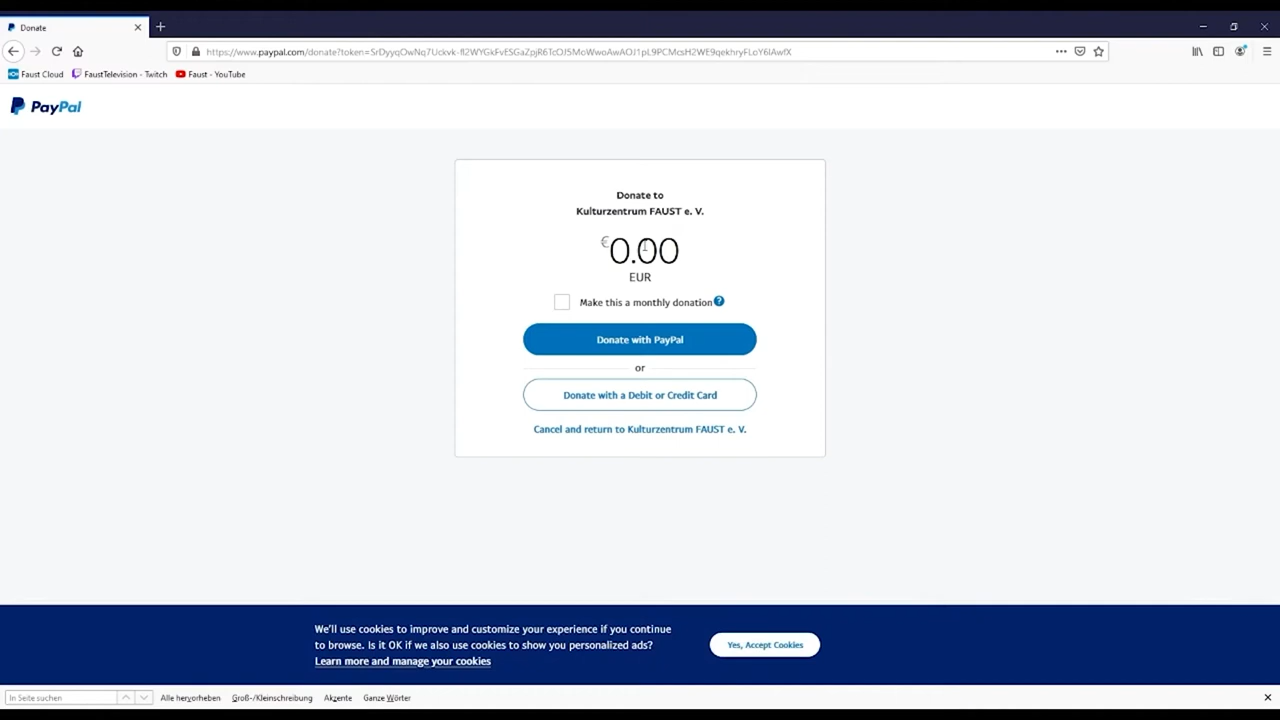 Donate
https://www.paypal.com/donate?token=
Faust Cloud
FaustTelevision - Twitch
Faust - YouTube
PayPal
Donate to
Kulturzentrum FAUST e. V.
€0.00
EUR
Make this a monthly donation
Donate with PayPal
or
Donate with a Debit or Credit Card
Cancel and return to Kulturzentrum FAUST e. V.
We'll use cookies to improve and customize your experience if you continue
to browse. Is it OK if we also use cookies to show you personalized ads?
Learn more and manage your cookies
Yes, Accept Cookies
In Seite suchen
Alle hervorheben
Groß-/Kleinschreibung
Akzente
Ganze Wörter